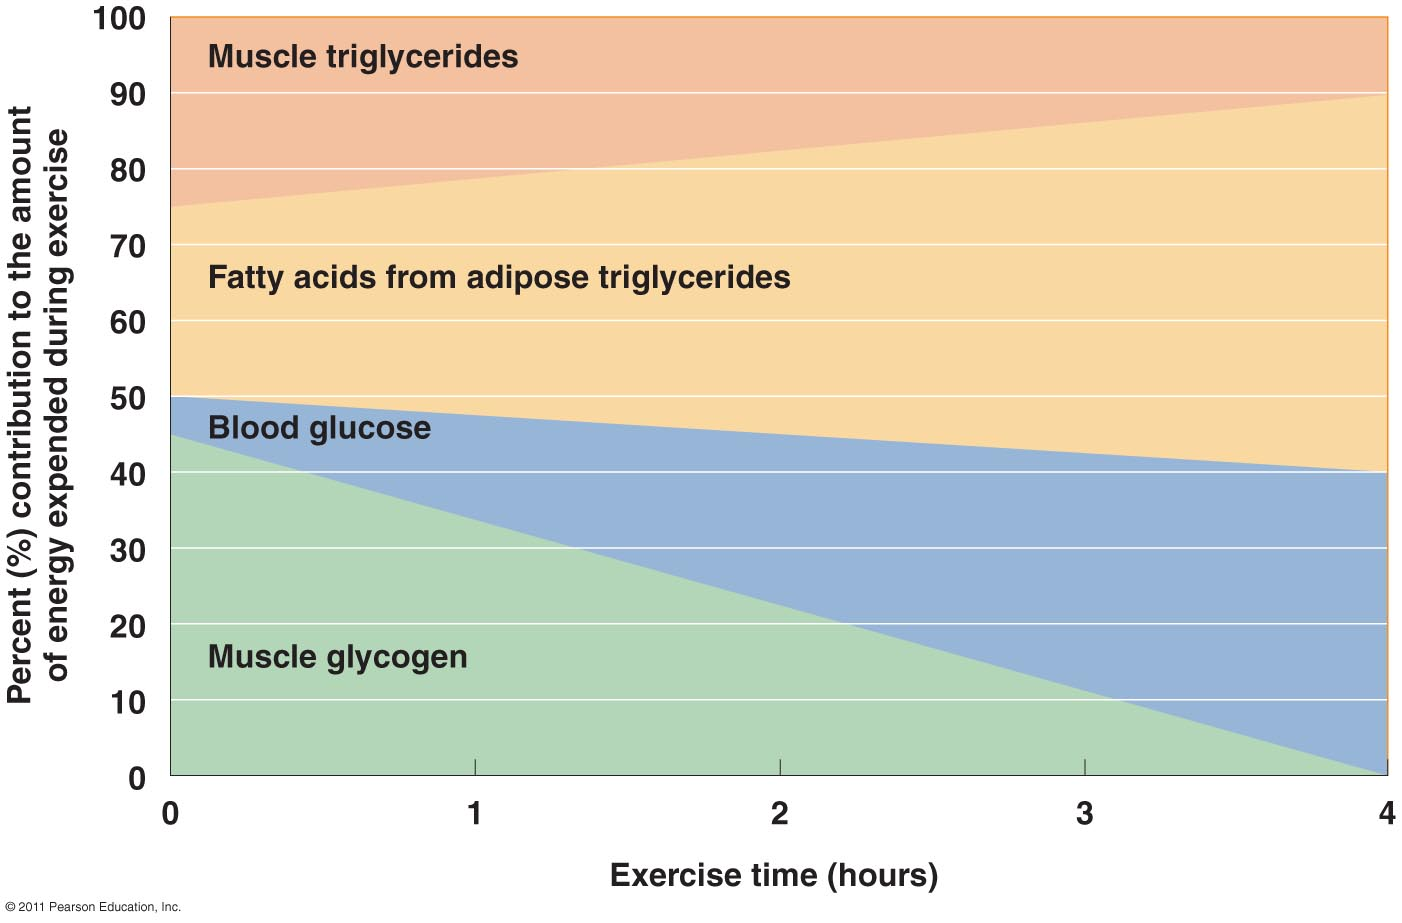 Percent (%) contribution to the amount
of energy expended during exercise
100
90
80
70
60
50
40
30
20
10
0
Muscle triglycerides
Fatty acids from adipose triglycerides
Blood glucose
Muscle glycogen
0 1 2 3 4
Exercise time (hours)
© 2011 Pearson Education, Inc.